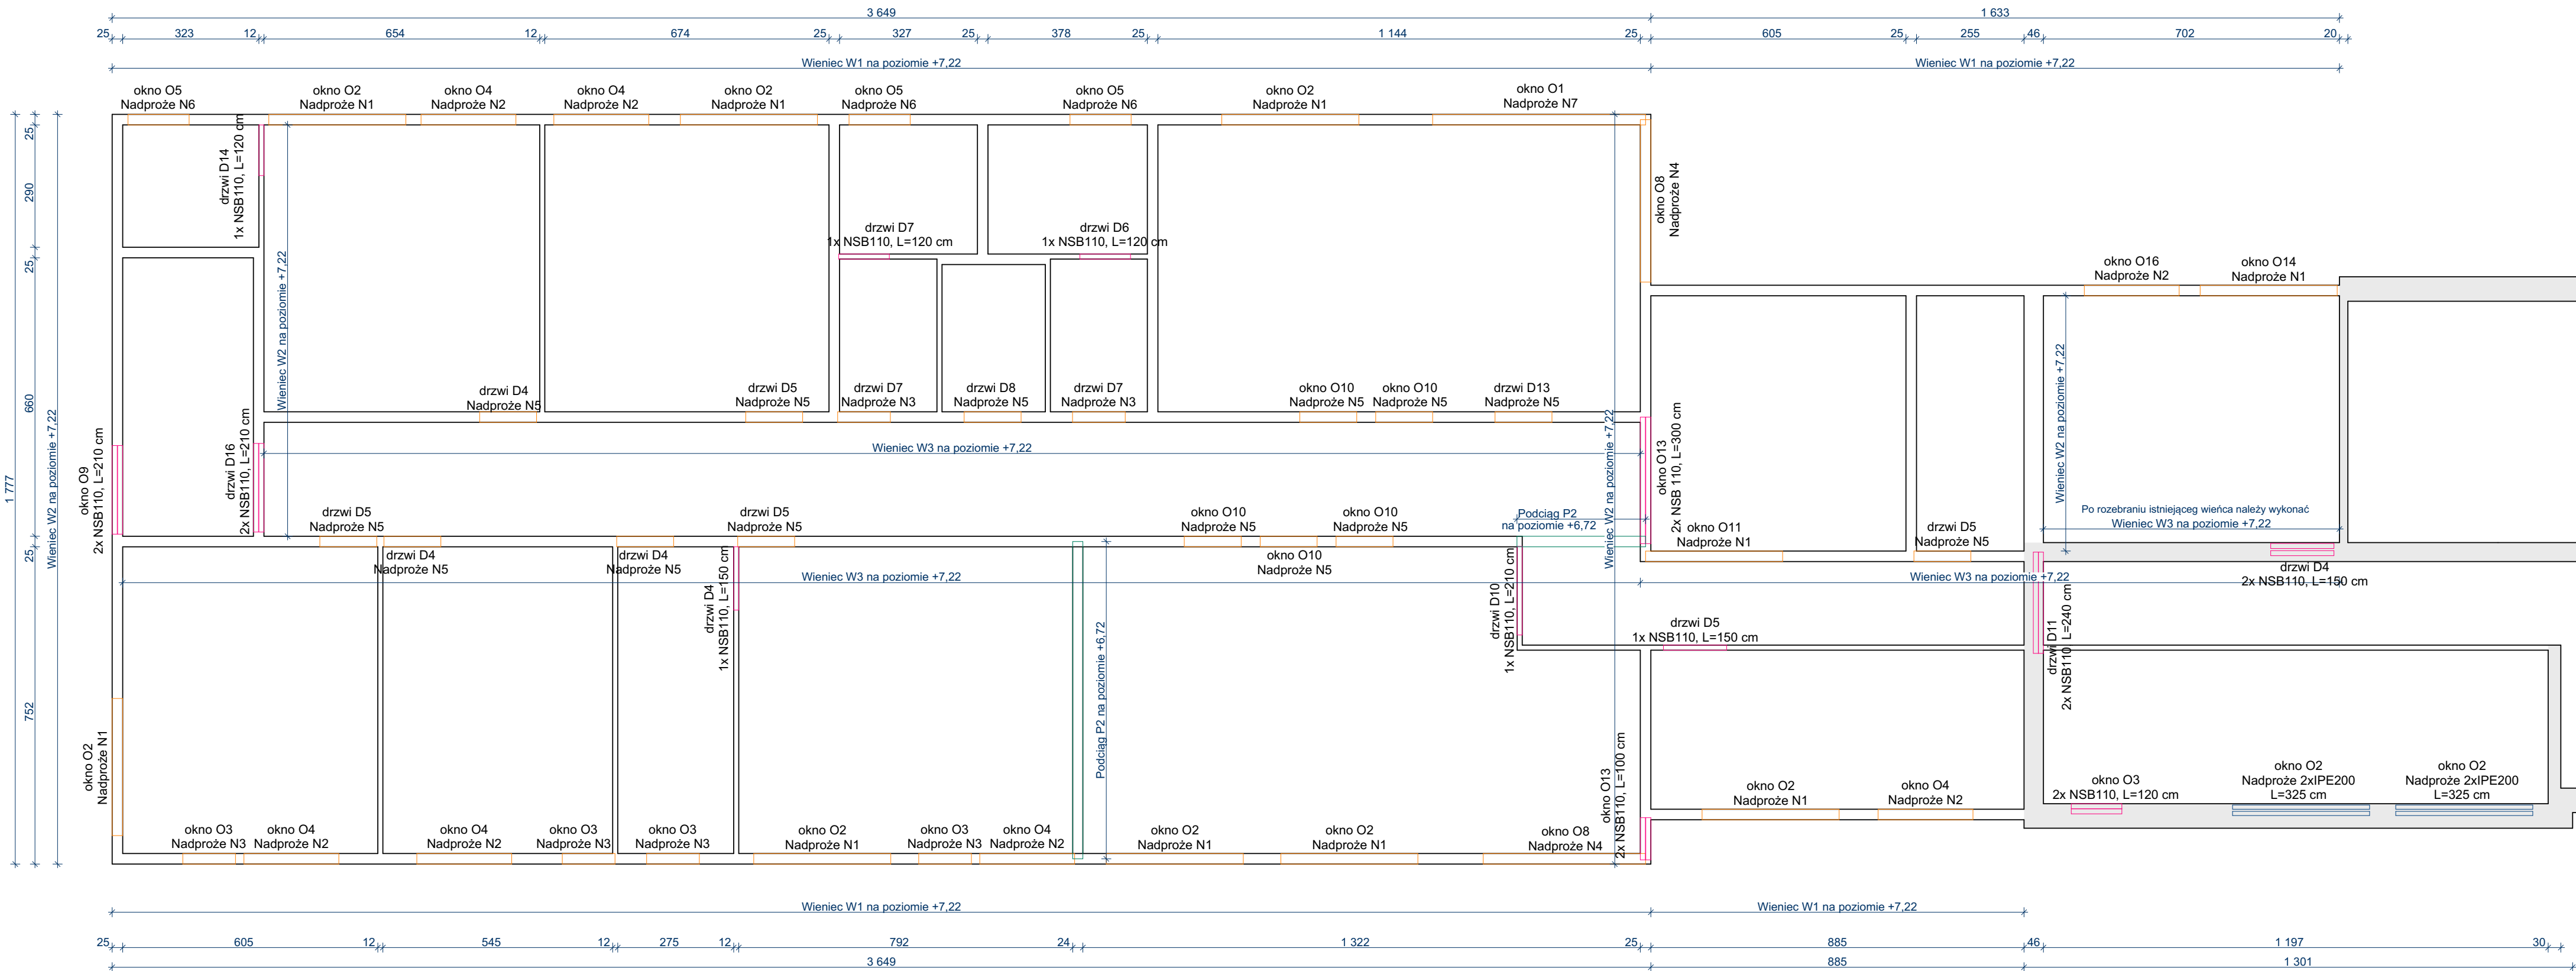 3 649
1 633
25
323
12
654
12
674
25
327
25
378
25
1 144
25
605
25
255
46
702
20
Wieniec W1 na poziomie +7,22
Wieniec W1 na poziomie +7,22
okno O5
Nadproże N6
okno O2
Nadproże N1
okno O4
Nadproże N2
okno O4
Nadproże N2
okno O2
Nadproże N1
okno O5
Nadproże N6
okno O5
Nadproże N6
okno O2
Nadproże N1
okno O1
Nadproże N7
25
290
25
660
25
752
1 777
Wieniec W2 na poziomie +7,22
drzwi D14
1x NSB110, L=120 cm
Wieniec W2 na poziomie +7,22
drzwi D7
1x NSB110, L=120 cm
drzwi D6
1x NSB110, L=120 cm
okno O8
Nadproże N4
okno O16
Nadproże N2
okno O14
Nadproże N1
drzwi D4
Nadproże N5
drzwi D5
Nadproże N5
drzwi D7
Nadproże N3
drzwi D8
Nadproże N5
drzwi D7
Nadproże N3
okno O10
Nadproże N5
okno O10
Nadproże N5
drzwi D13
Nadproże N5
okno O9
2x NSB110, L=210 cm
drzwi D16
2x NSB110, L=210 cm
Wieniec W3 na poziomie +7,22
Wieniec W2 na poziomie +7,22
okno O13
2x NSB 110, L=300 cm
Wieniec W2 na poziomie +7,22
Po rozebraniu istniejąceg wieńca należy wykonać
Wieniec W3 na poziomie +7,22
drzwi D5
Nadproże N5
drzwi D5
Nadproże N5
okno O10
Nadproże N5
okno O10
Nadproże N5
Podciąg P2
na poziomie +6,72
okno O11
Nadproże N1
drzwi D5
Nadproże N5
drzwi D4
Nadproże N5
drzwi D4
Nadproże N5
okno O10
Nadproże N5
drzwi D4
2x NSB110, L=150 cm
Wieniec W3 na poziomie +7,22
Wieniec W3 na poziomie +7,22
drzwi D4
1x NSB110, L=150 cm
Podciąg P2 na poziomie +6,72
drzwi D10
1x NSB110, L=210 cm
drzwi D5
1x NSB110, L=150 cm
drzwi D11
2x NSB110 L=240 cm
okno O2
Nadproże N1
okno O13
2x NSB110, L=100 cm
okno O2
Nadproże N1
okno O4
Nadproże N2
okno O3
2x NSB110, L=120 cm
okno O2
Nadproże 2xIPE200
L=325 cm
okno O2
Nadproże 2xIPE200
L=325 cm
okno O3
Nadproże N3
okno O4
Nadproże N2
okno O4
Nadproże N2
okno O3
Nadproże N3
okno O3
Nadproże N3
okno O2
Nadproże N1
okno O3
Nadproże N3
okno O4
Nadproże N2
okno O2
Nadproże N1
okno O2
Nadproże N1
okno O8
Nadproże N4
Wieniec W1 na poziomie +7,22
Wieniec W1 na poziomie +7,22
25
605
12
545
12
275
12
792
24
1 322
25
885
46
1 197
30
3 649
885
1 301